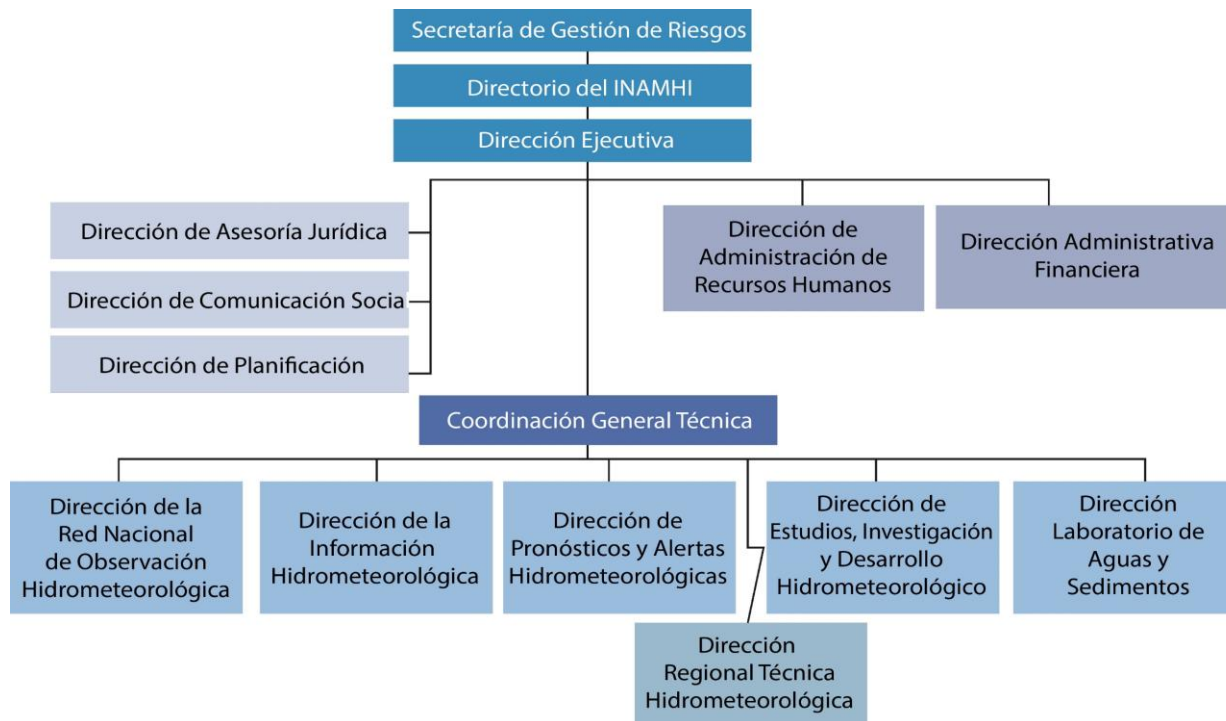 Secretaría de Gestión de Riesgos
Directorio del INAMHI
Dirección Ejecutiva
Dirección de Asesoría Jurídica
Dirección de Comunicación Socia
Dirección de Planificación
Dirección de
Administración de
Recursos Humanos
Dirección Administrativa
Financiera
Coordinación General Técnica
Dirección de la
Red Nacional
de Observación
Hidrometeorológica
Dirección de la
Información
Hidrometeorológica
Dirección de
Pronósticos y Alertas
Hidrometeorológicas
Dirección de
Estudios, Investigación
y Desarrollo
Hidrometeorológico
Dirección
Laboratorio de
Aguas y
Sedimentos
Dirección
Regional Técnica
Hidrometeorológica